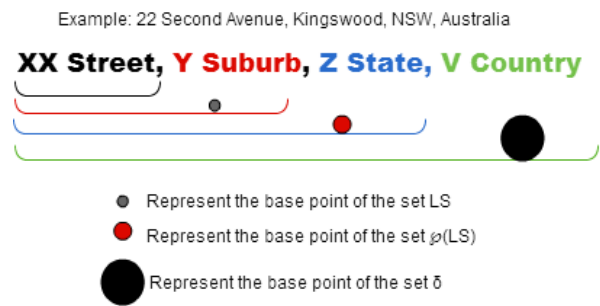 Example: 22 Second Avenue, Kingswood, NSW, Australia
XX Street, Y Suburb, Z State, V Country
Represent the base point of the set LS
Represent the base point of the set ℘(LS)
Represent the base point of the set δ